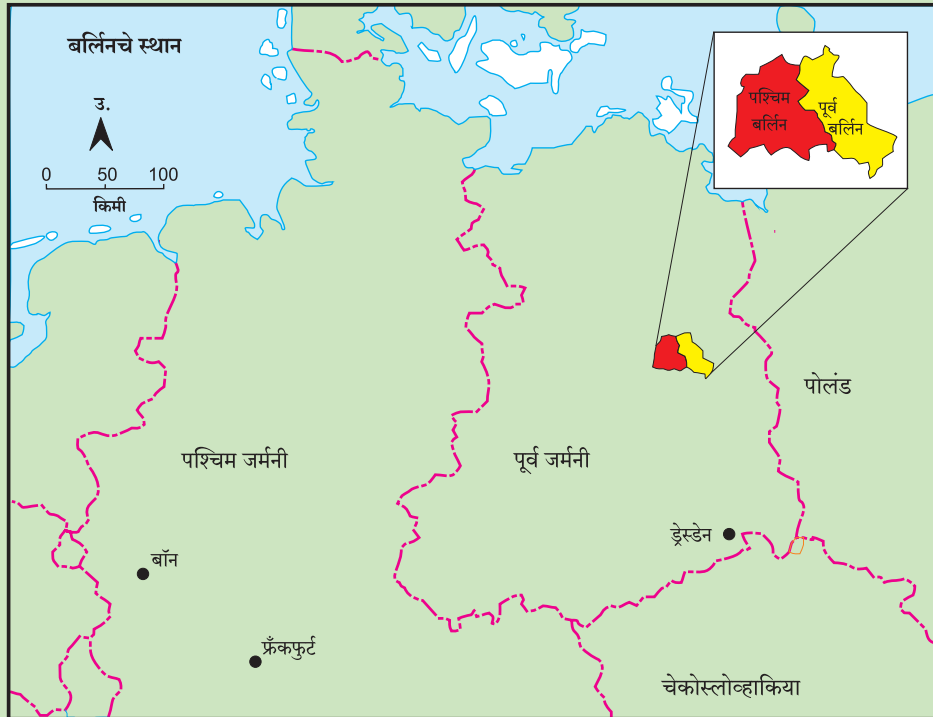 बर्लिनचे स्थान
उ.
0 50 100
किमी
पश्चिम
बर्लिन
पूर्व
बर्लिन
पोलंड
पश्चिम जर्मनी
पूर्व जर्मनी
ड्रेस्डेन
बॉन
फ्रँकफुर्ट
चेकोस्लोव्हाकिया